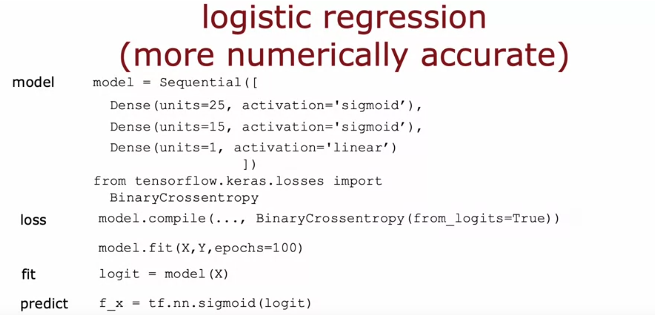 logistic regression
(more numerically accurate)
model model = Sequential([
Dense(units=25, activation='sigmoid’),
Dense(units=15, activation='sigmoid’),
Dense(units=1, activation='linear’)
])
from tensorflow.keras.losses import
BinaryCrossentropy
loss model.compile(..., BinaryCrossentropy(from_logits=True))
model.fit(X,Y,epochs=100)
fit logit = model(X)
predict f_x = tf.nn.sigmoid(logit)